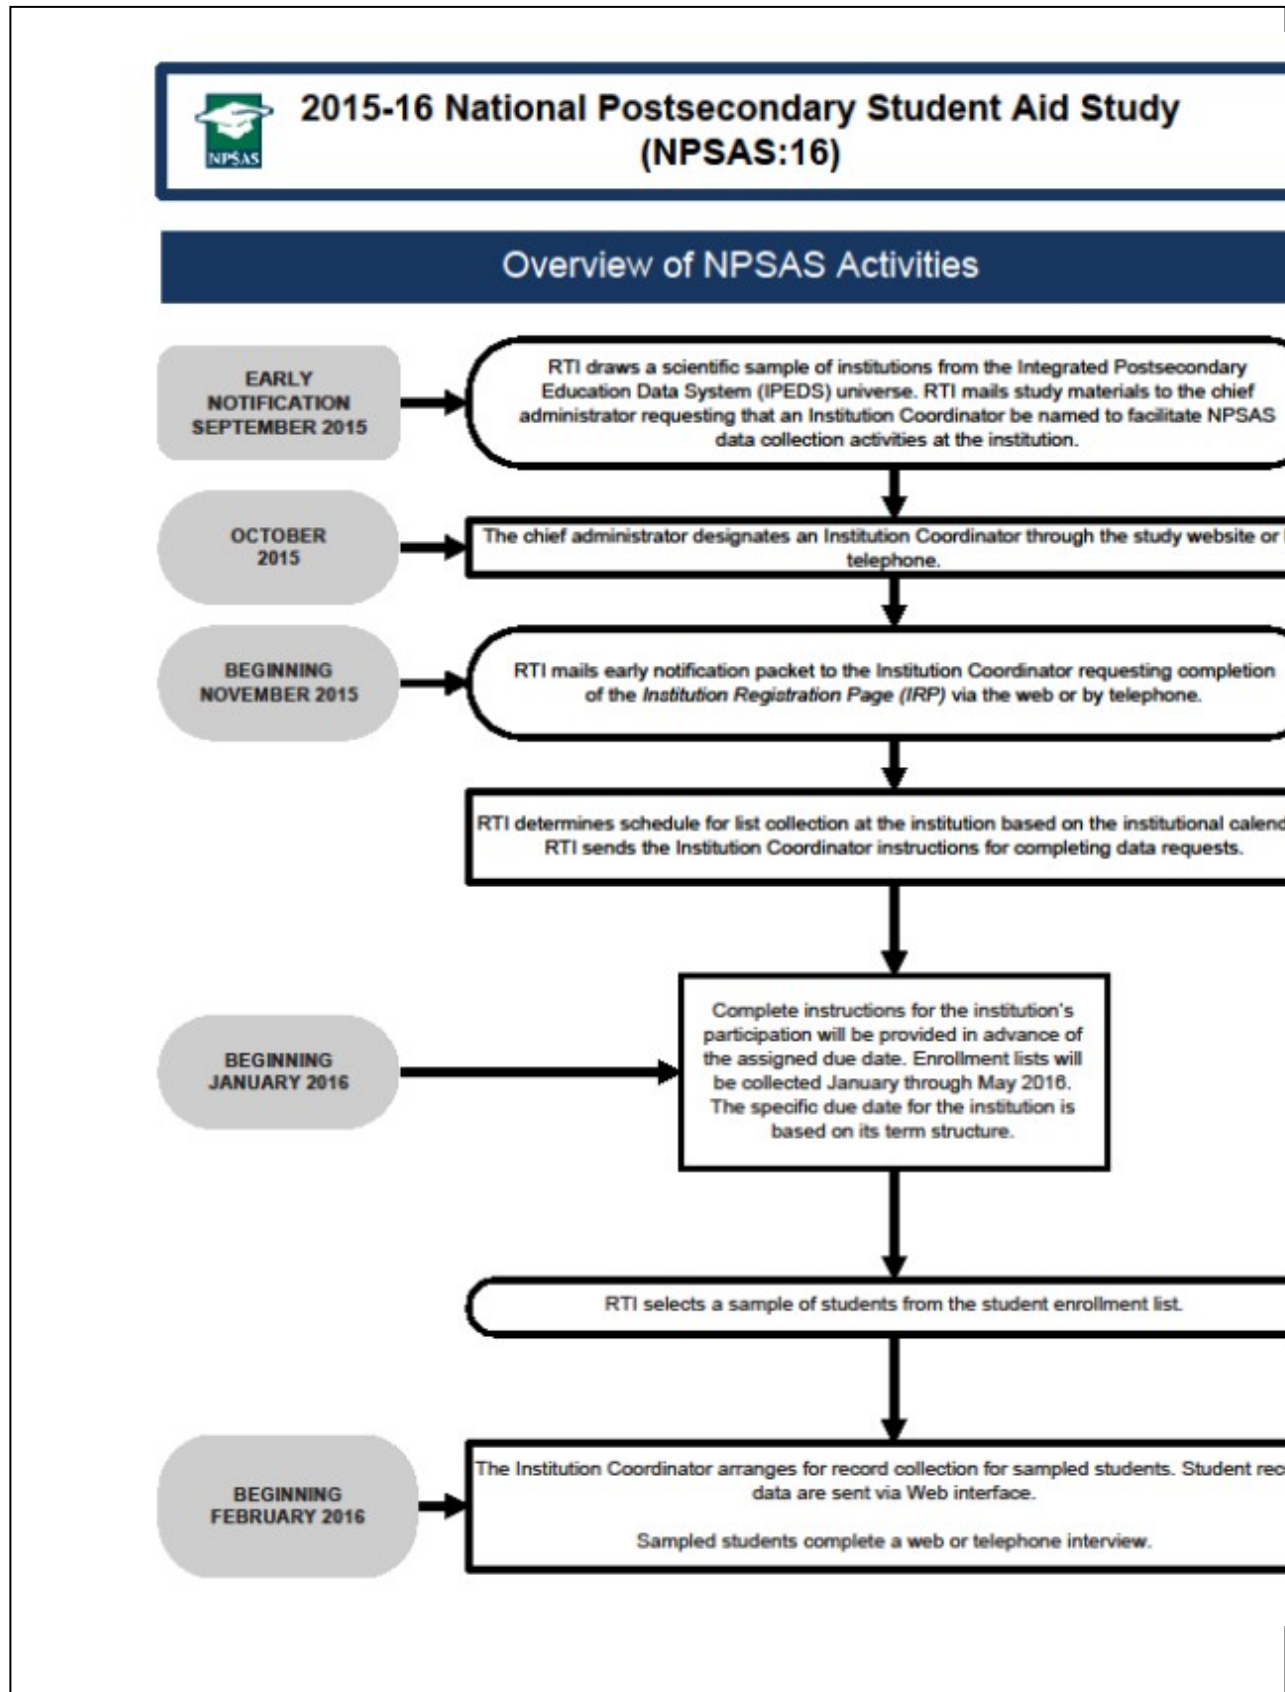 2015-16 National Postsecondary Student Aid Study
(NPSAS:16)
NPSAS
Overview of NPSAS Activities
EARLY
NOTIFICATION
SEPTEMBER 2015
RTI draws a scientific sample of institutions from the Integrated Postsecondary
Education Data System (IPEDS) universe. RTI mails study materials to the chief
administrator requesting that an Institution Coordinator be named to facilitate NPSAS
data collection activities at the institution.
OCTOBER
2015
The chief administrator designates an Institution Coordinator through the study website or
telephone.
BEGINNING
NOVEMBER 2015
RTI mails early notification packet to the Institution Coordinator requesting completion
of the Institution Registration Page (IRP) via the web or by telephone.
RTI determines schedule for list collection at the institution based on the institutional
RTI sends the Institution Coordinator instructions for completing data requests.
BEGINNING
JANUARY 2016
Complete instructions for the institution's
participation will be provided in advance of
the assigned due date. Enrollment lists will
be collected January through May 2016.
The specific due date for the institution is
based on its term structure.
RTI selects a sample of students from the student enrollment list.
BEGINNING
FEBRUARY 2016
The Institution Coordinator arranges for record collection for sampled students. Student
data are sent via Web interface.
Sampled students complete a web or telephone interview.